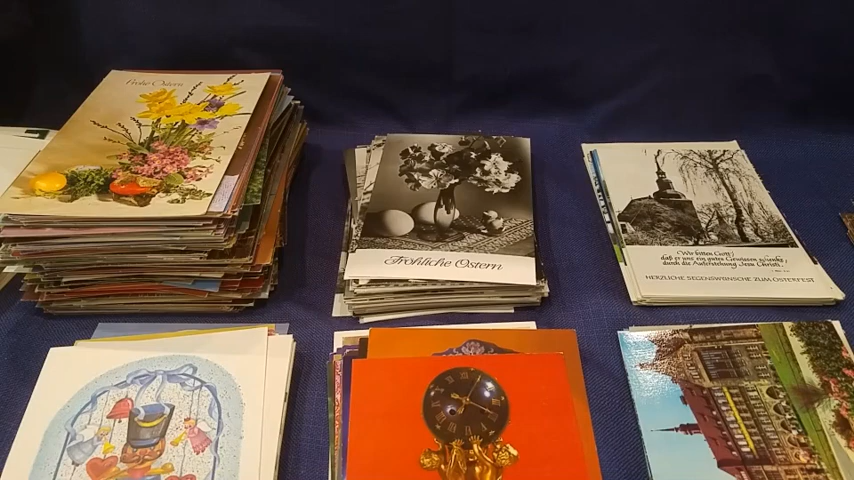 Frohe Ostern
Fröhliche Ostern
Wir bitten Gott,
daß er uns ein gutes Gewissen schenke
durch die Auferstehung Jesu Christi.
HERZLICHE SEGENSWÜNSCHE ZUM OSTERFEST